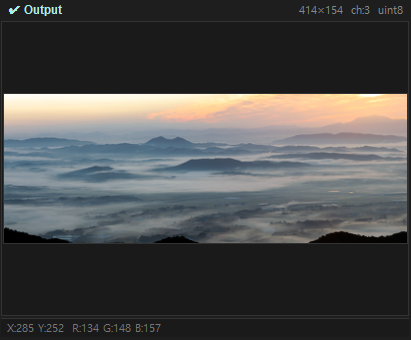 ✔ Output 414×154 ch:3 uint8
X:285 Y:252 R:134 G:148 B:157